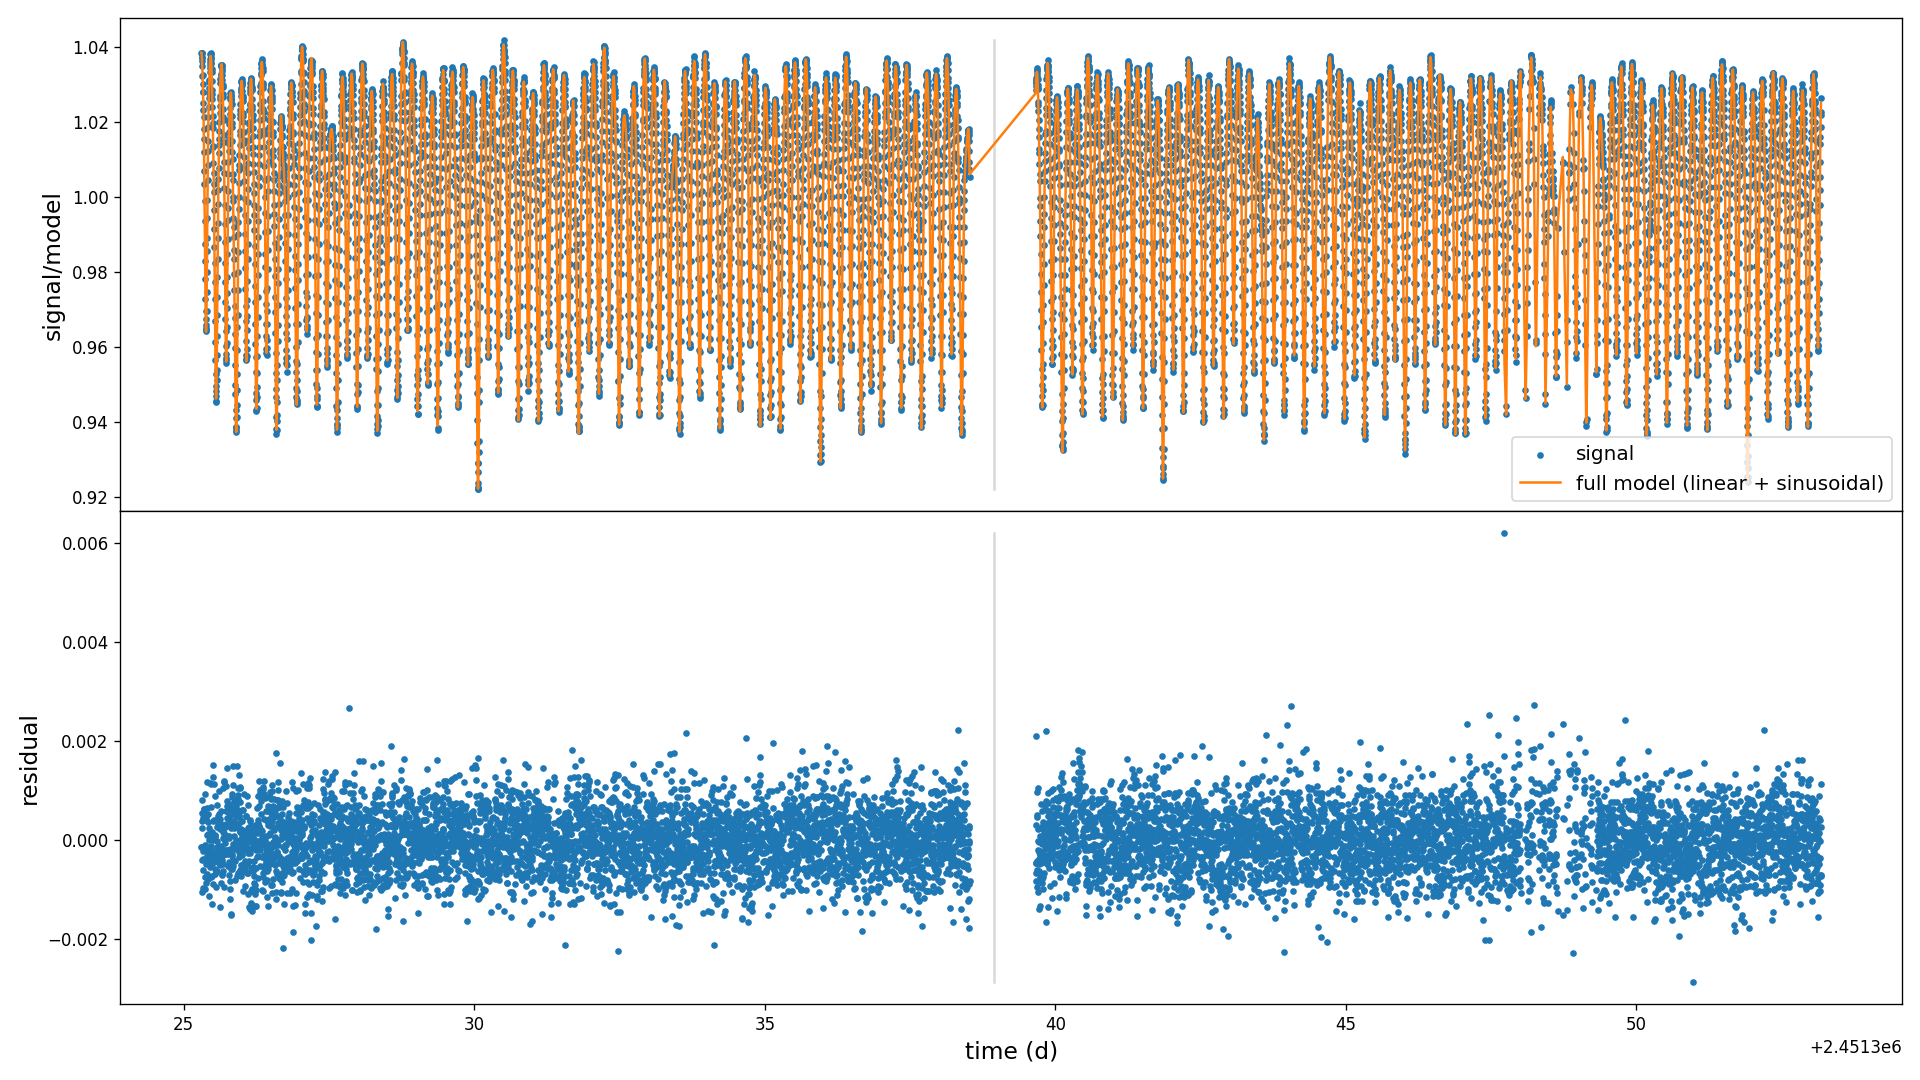 1.04
1.02
1.00
0.98
0.96
0.94
0.92
signal/model
signal
full model (linear + sinusoidal)
0.006
0.004
0.002
0.000
−0.002
residual
25 30 35 40 45 50
time (d)
+2.4513e6